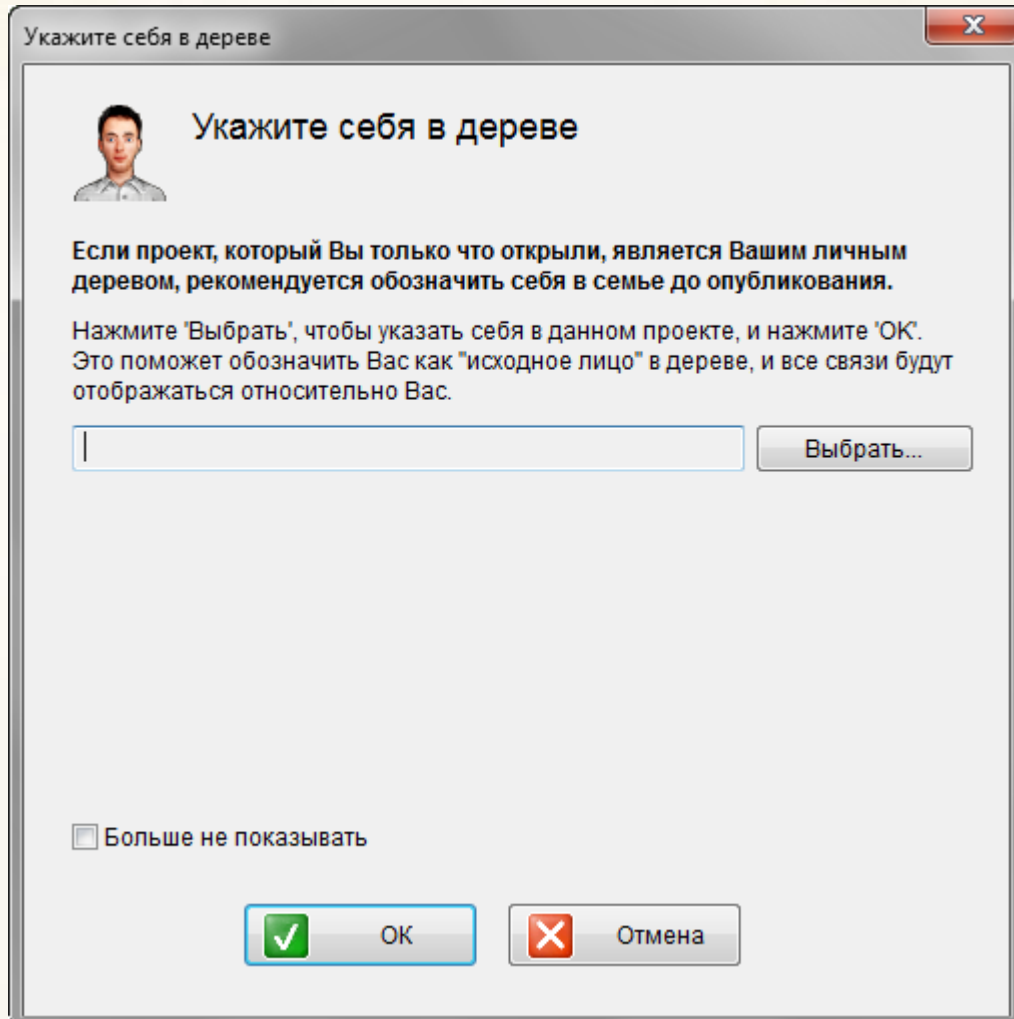 Укажите себя в дереве
Укажите себя в дереве
Если проект, который Вы только что открыли, является Вашим личным
деревом, рекомендуется обозначить себя в семье до опубликования.
Нажмите 'Выбрать', чтобы указать себя в данном проекте, и нажмите 'OK'.
Это поможет обозначить Вас как "исходное лицо" в дереве, и все связи будут
отображаться относительно Вас.
Выбрать...
Больше не показывать
OK
Отмена